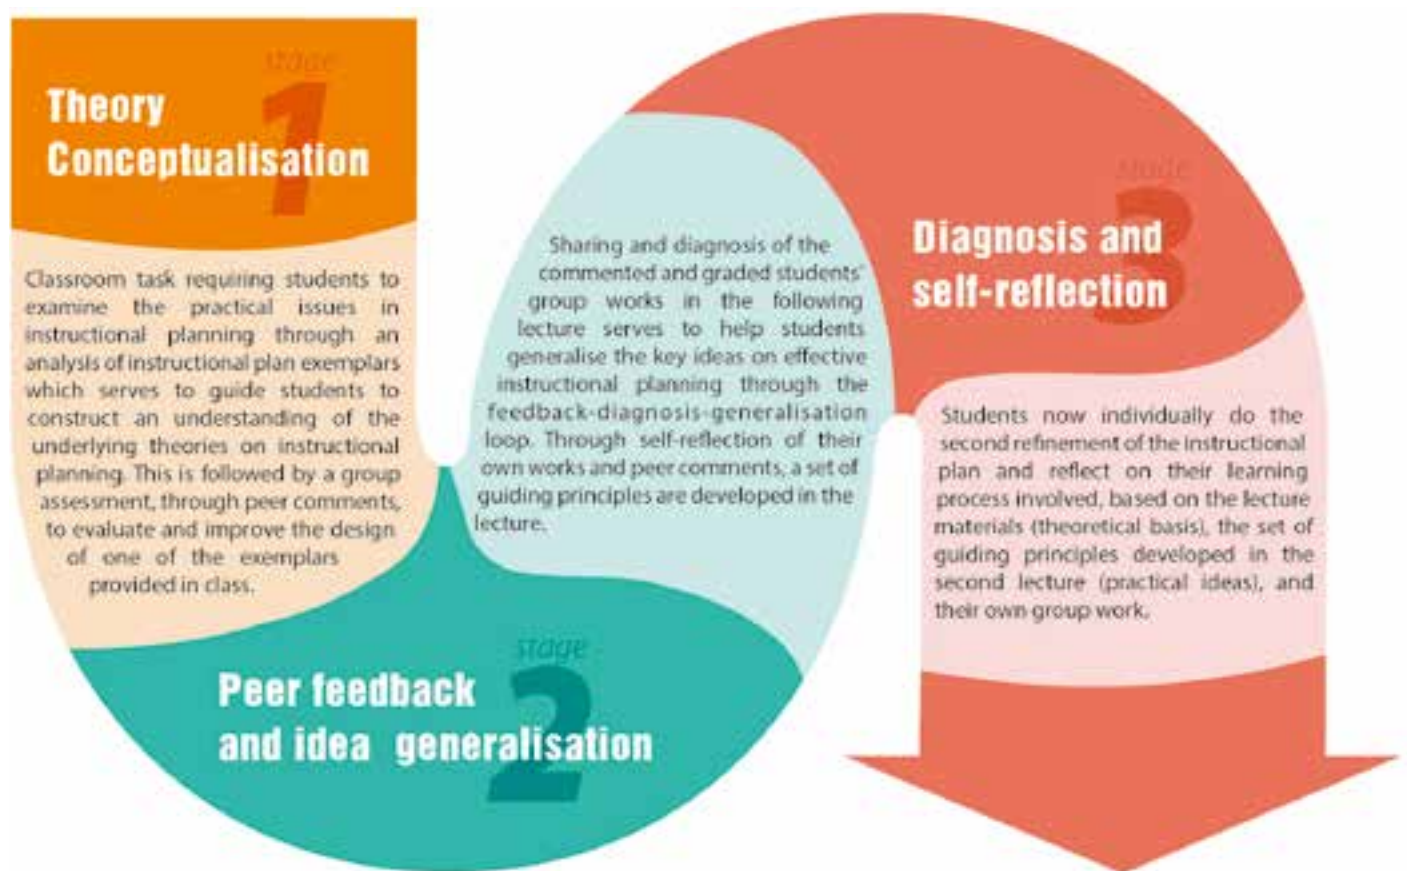 stage
1
Theory
Conceptualisation
Classroom task requiring students to
examine the practical issues in
instructional planning through an
analysis of instructional plan exemplars
which serves to guide students to
construct an understanding of the
underlying theories on instructional
planning. This is followed by a group
assessment, through peer comments,
to evaluate and improve the design
of one of the exemplars
provided in class.
stage
2
Peer feedback
and idea generalisation
Sharing and diagnosis of the
commented and graded students'
group works in the following
lecture serves to help students
generalise the key ideas on effective
instructional planning through the
feedback-diagnosis-generalisation
loop. Through self-reflection of their
own works and peer comments, a set of
guiding principles are developed in the
lecture.
stage
3
Diagnosis and
self-reflection
Students now individually do the
second refinement of the instructional
plan and reflect on their learning
process involved, based on the lecture
materials (theoretical basis), the set of
guiding principles developed in the
second lecture (practical ideas), and
their own group work.